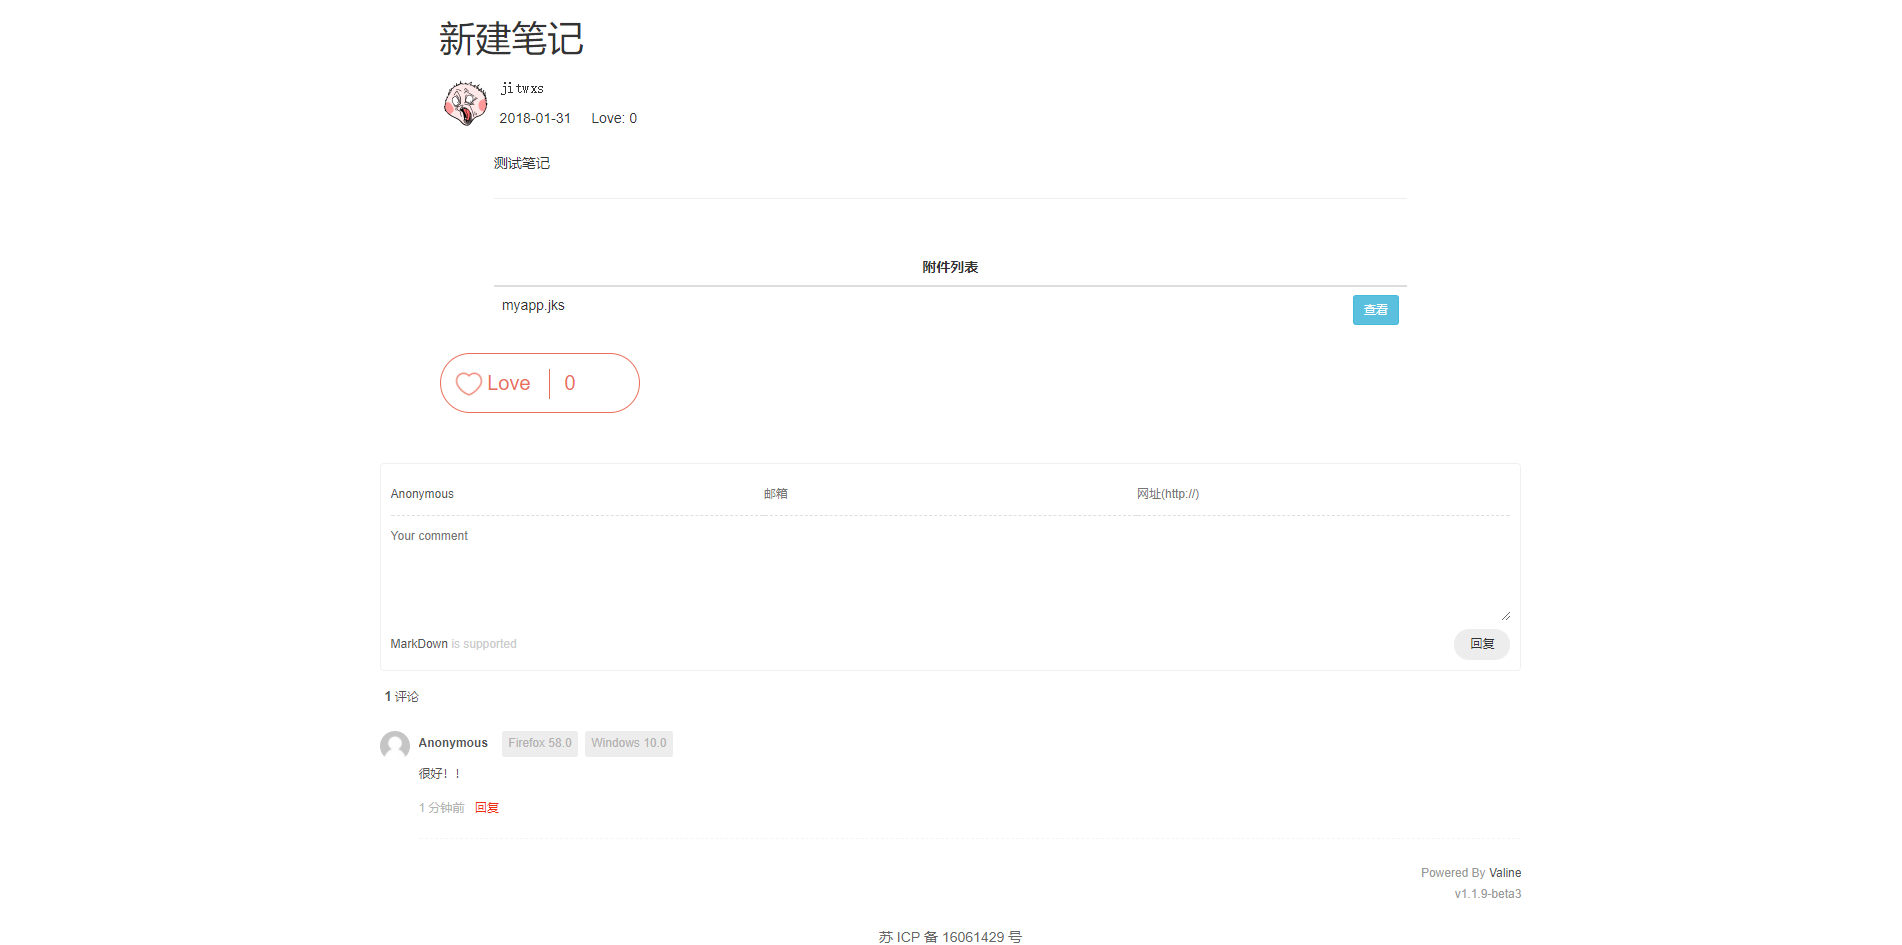 新建笔记
jitwxs
2018-01-31 Love: 0
测试笔记
附件列表
myapp.jks 查看
Love 0
Anonymous 邮箱 网址(http://)
Your comment
MarkDown is supported 回复
1 评论
Anonymous Firefox 58.0 Windows 10.0
很好！！
1 分钟前 回复
Powered By Valine
v1.1.9-beta3
苏 ICP 备 16061429 号